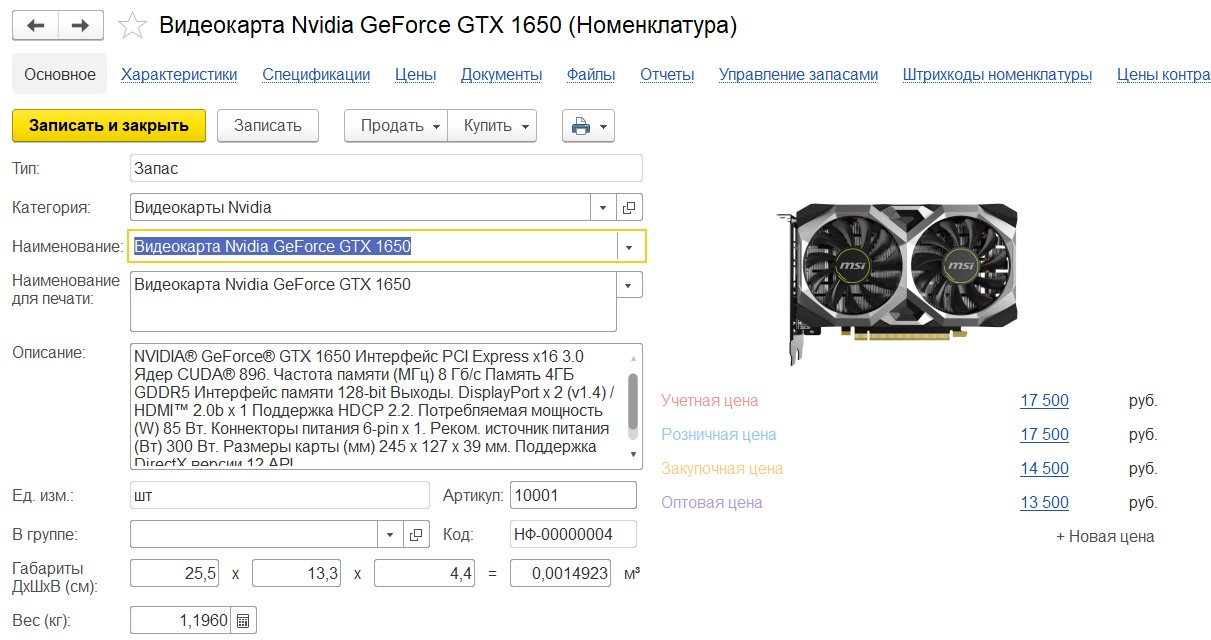 Видеокарта Nvidia GeForce GTX 1650 (Номенклатура)
Основное Характеристики Спецификации Цены Документы Файлы Отчеты Управление запасами Штрихкоды номенклатуры Цены контра
Записать и закрыть Записать Продать Купить
Тип: Запас
Категория: Видеокарты Nvidia
Наименование: Видеокарта Nvidia GeForce GTX 1650
Наименование
для печати:
Видеокарта Nvidia GeForce GTX 1650
Описание:
NVIDIA® GeForce® GTX 1650 Интерфейс PCI Express x16 3.0
Ядер CUDA® 896. Частота памяти (МГц) 8 Гб/с Память 4ГБ
GDDR5 Интерфейс памяти 128-bit Выходы. DisplayPort x 2 (v1.4) /
HDMI™ 2.0b x 1 Поддержка HDCP 2.2. Потребляемая мощность
(W) 85 Вт. Коннекторы питания 6-pin x 1. Реком. источник питания
(Вт) 300 Вт. Размеры карты (мм) 245 x 127 x 39 мм. Поддержка
DirectX версии 12 API
msi msi
Учетная цена 17 500 руб.
Розничная цена 17 500 руб.
Закупочная цена 14 500 руб.
Оптовая цена 13 500 руб.
+ Новая цена
Ед. изм.: шт Артикул: 10001
В группе: Код: НФ-00000004
Габариты
ДхШхВ (см):
25,5 x 13,3 x 4,4 = 0,0014923 м³
Вес (кг): 1,1960